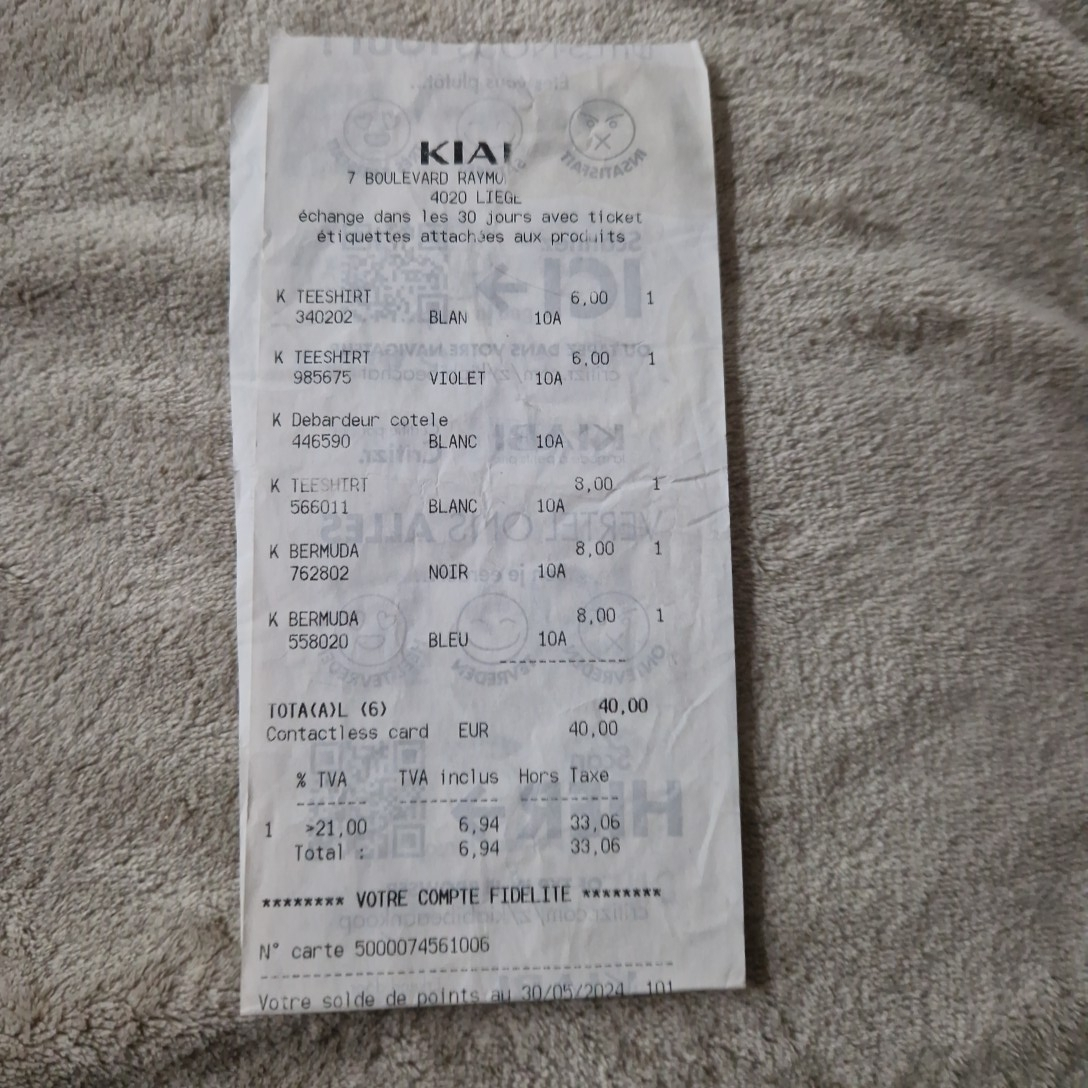 KIABI
7 BOULEVARD
4020 LIEGE
échange dans les 30 jours avec ticket
étiquettes attachées aux produits
K TEESHIRT 6,00 1
340202 BLAN 10A
K TEESHIRT 6,00 1
985675 VIOLET 10A
K Debardeur cotele
446590 BLANC 10A
K TEESHIRT 8,00 1
566011 BLANC 10A
K BERMUDA 8,00 1
762802 NOIR 10A
K BERMUDA 8,00 1
558020 BLEU 10A
TOTA(A)L (6) 40,00
Contactless card EUR 40,00
% TVA TVA inclus Hors Taxe
1 >21,00 6,94 33,06
Total : 6,94 33,06
******** VOTRE COMPTE FIDELITE ********
N° carte 5000074561006
Votre solde de points au 30/05/2024 101